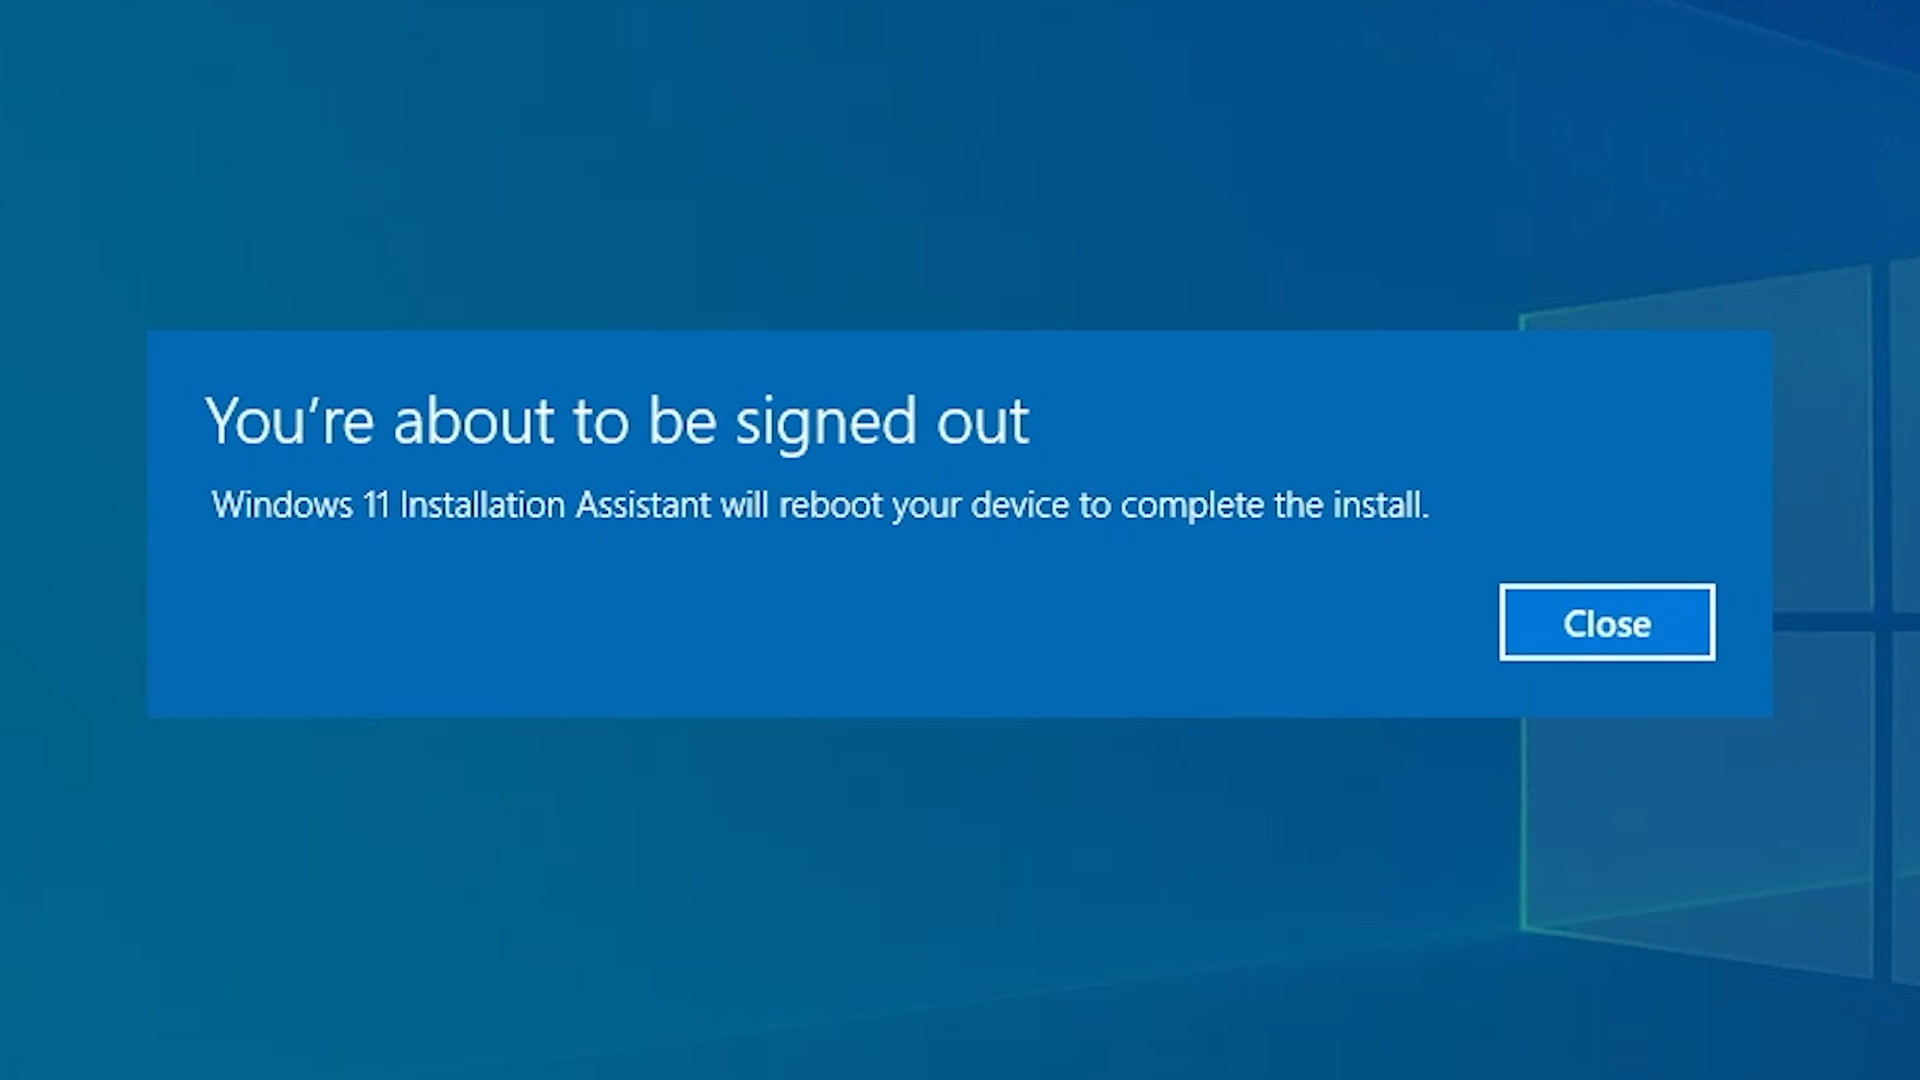 You’re about to be signed out
Windows 11 Installation Assistant will reboot your device to complete the install.
Close